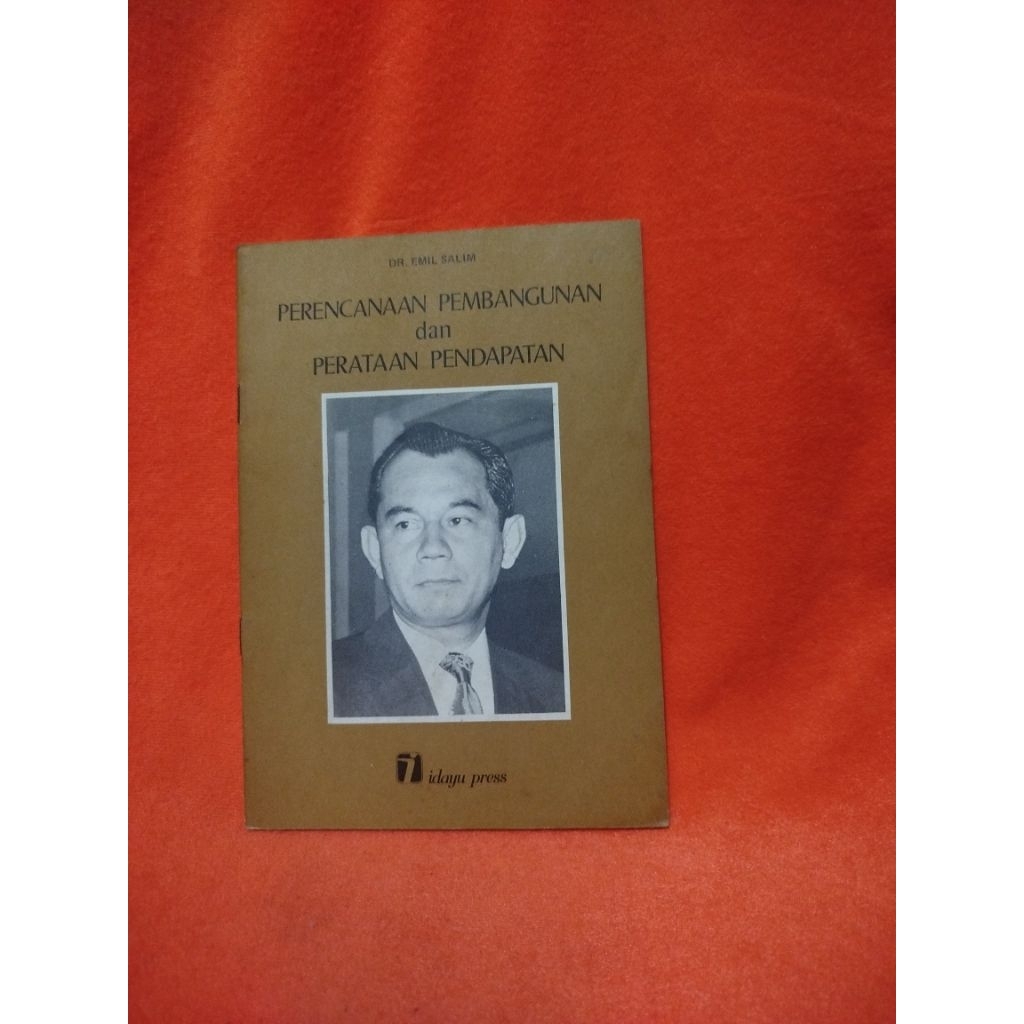 DR. EMIL SALIM
PERENCANAAN PEMBANGUNAN
dan
PERATAAN PENDAPATAN
idayu press